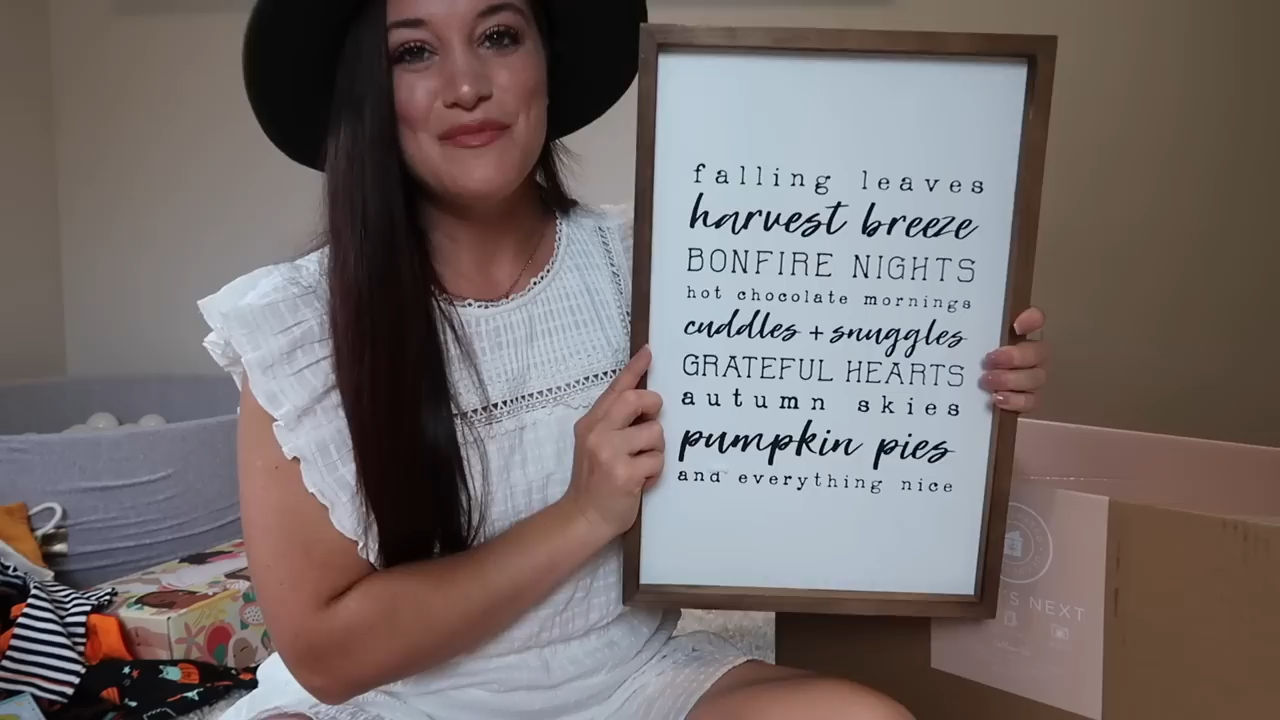 falling leaves
harvest breeze
BONFIRE NIGHTS
hot chocolate mornings
cuddles + snuggles
GRATEFUL HEARTS
autumn skies
pumpkin pies
and everything nice
NEXT